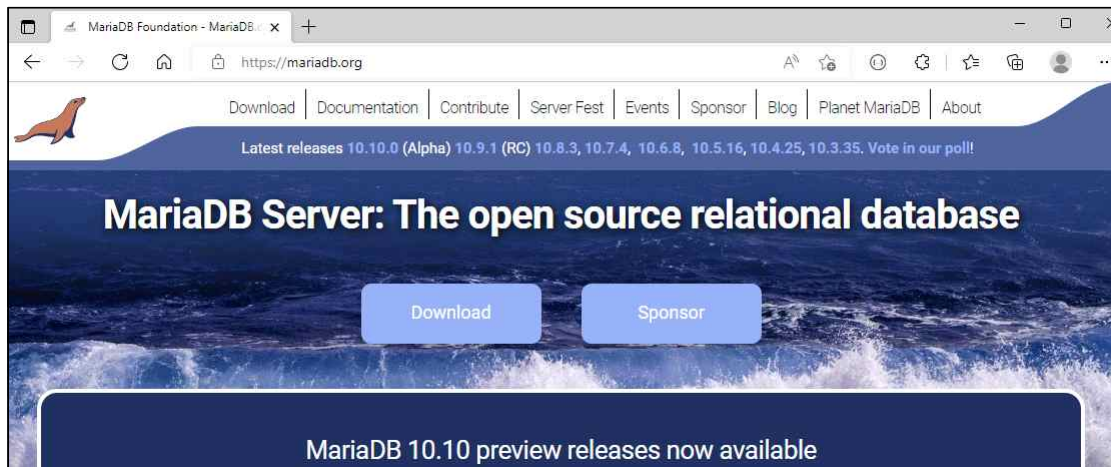 MariaDB Foundation - MariaDB.
https://mariadb.org
Download Documentation Contribute Server Fest Events Sponsor Blog Planet MariaDB About
Latest releases 10.10.0 (Alpha) 10.9.1 (RC) 10.8.3, 10.7.4, 10.6.8, 10.5.16, 10.4.25, 10.3.35. Vote in our poll!
MariaDB Server: The open source relational database
Download Sponsor
MariaDB 10.10 preview releases now available